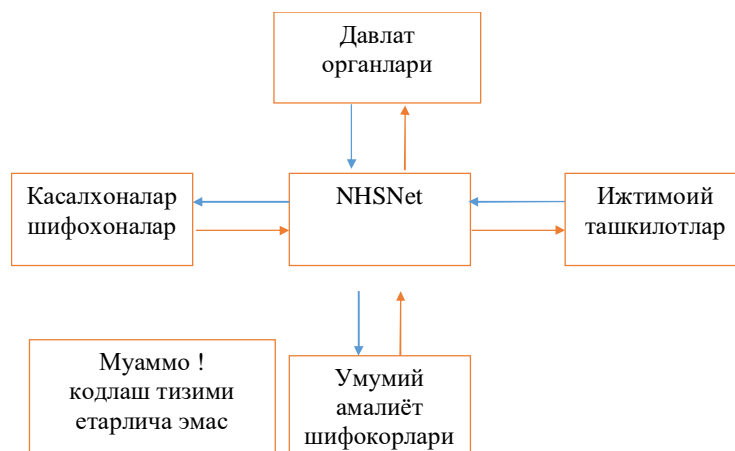 Давлат
органлари
Касалхоналар
шифохоналар
NHSNet
Ижтимоий
ташкилотлар
Муаммо !
кодлаш тизими
етарлича эмас
Умумий
амалиёт
шифокорлари